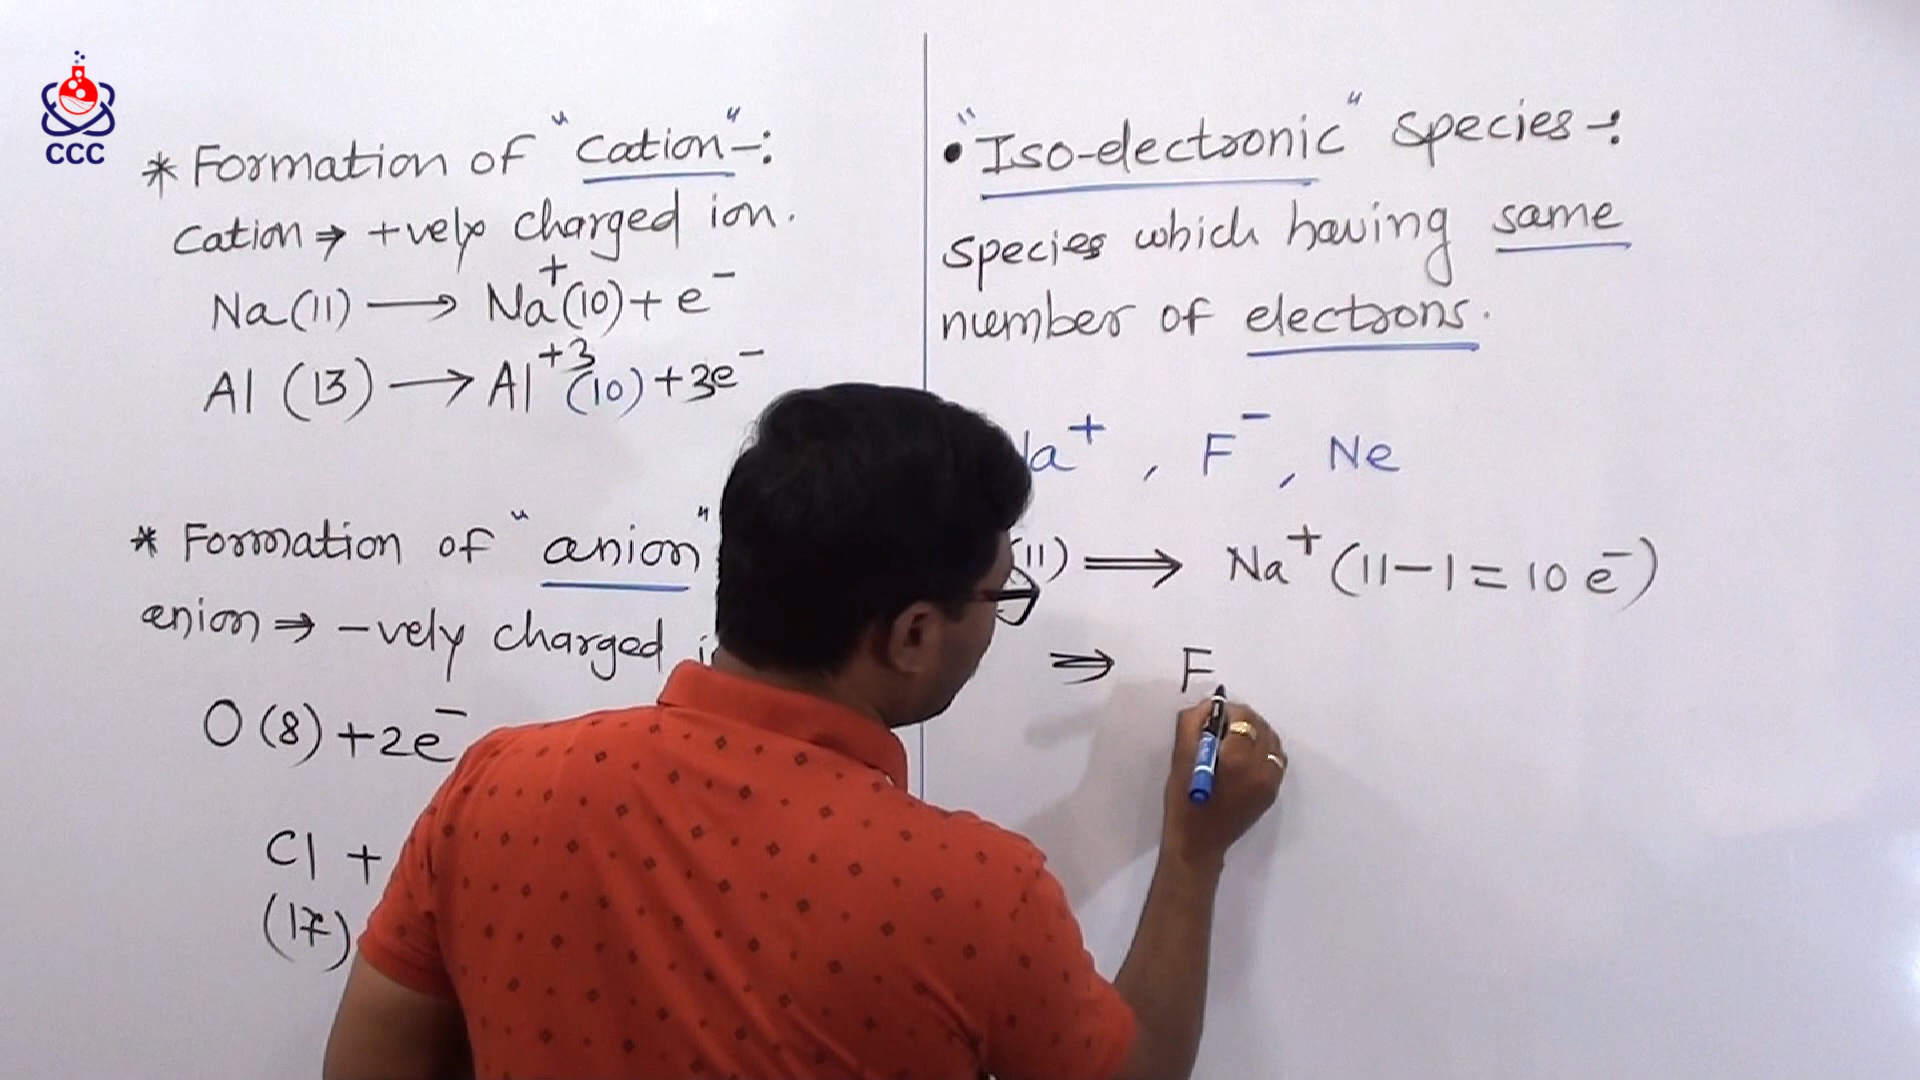 CCC
* Formation of "Cation"-:
Cation ⇒ +vely charged ion.
Na(11) ⟶ Na⁺(10) + e⁻
Al (13) ⟶ Al⁺³(10) + 3e⁻
* Formation of "anion"
anion ⇒ -vely charged
O (8) + 2e⁻
Cl +
(17)
• "Iso-electronic" species-:
species which having same
number of electrons.
Na⁺ , F⁻ , Ne
(11) ⟹ Na⁺ (11-1 = 10 e⁻)
⇒ F